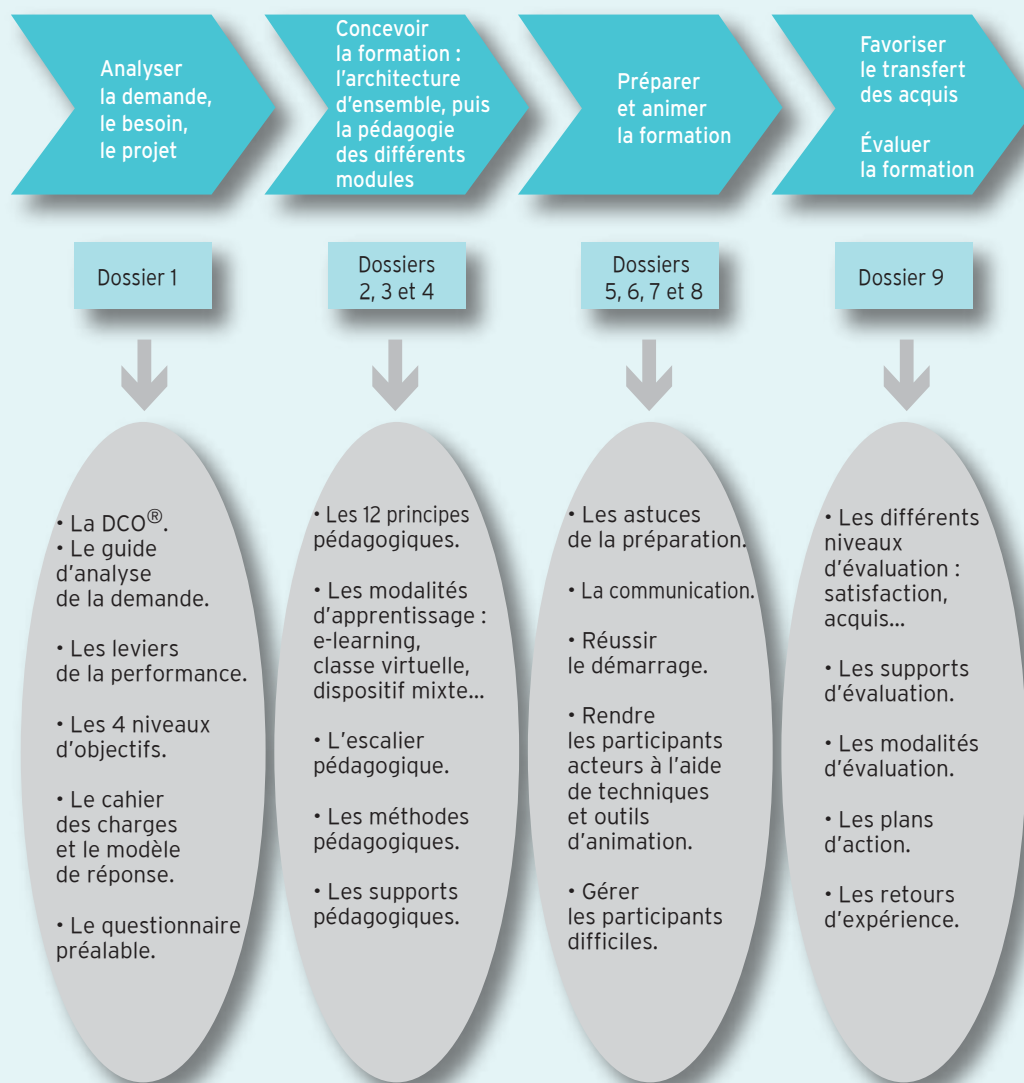 Analyser
la demande,
le besoin,
le projet
Concevoir
la formation :
l'architecture
d'ensemble, puis
la pédagogie
des différents
modules
Préparer
et animer
la formation
Favoriser
le transfert
des acquis
Évaluer
la formation
Dossier 1
Dossiers
2, 3 et 4
Dossiers
5, 6, 7 et 8
Dossier 9
• La DCO®.
• Le guide
d'analyse
de la demande.
• Les leviers
de la performance.
• Les 4 niveaux
d'objectifs.
• Le cahier
des charges
et le modèle
de réponse.
• Le questionnaire
préalable.
• Les 12 principes
pédagogiques.
• Les modalités
d'apprentissage :
e-learning,
classe virtuelle,
dispositif mixte...
• L'escalier
pédagogique.
• Les méthodes
pédagogiques.
• Les supports
pédagogiques.
• Les astuces
de la préparation.
• La communication.
• Réussir
le démarrage.
• Rendre
les participants
acteurs à l'aide
de techniques
et outils
d'animation.
• Gérer
les participants
difficiles.
• Les différents
niveaux
d'évaluation :
satisfaction,
acquis...
• Les supports
d'évaluation.
• Les modalités
d'évaluation.
• Les plans
d'action.
• Les retours
d'expérience.